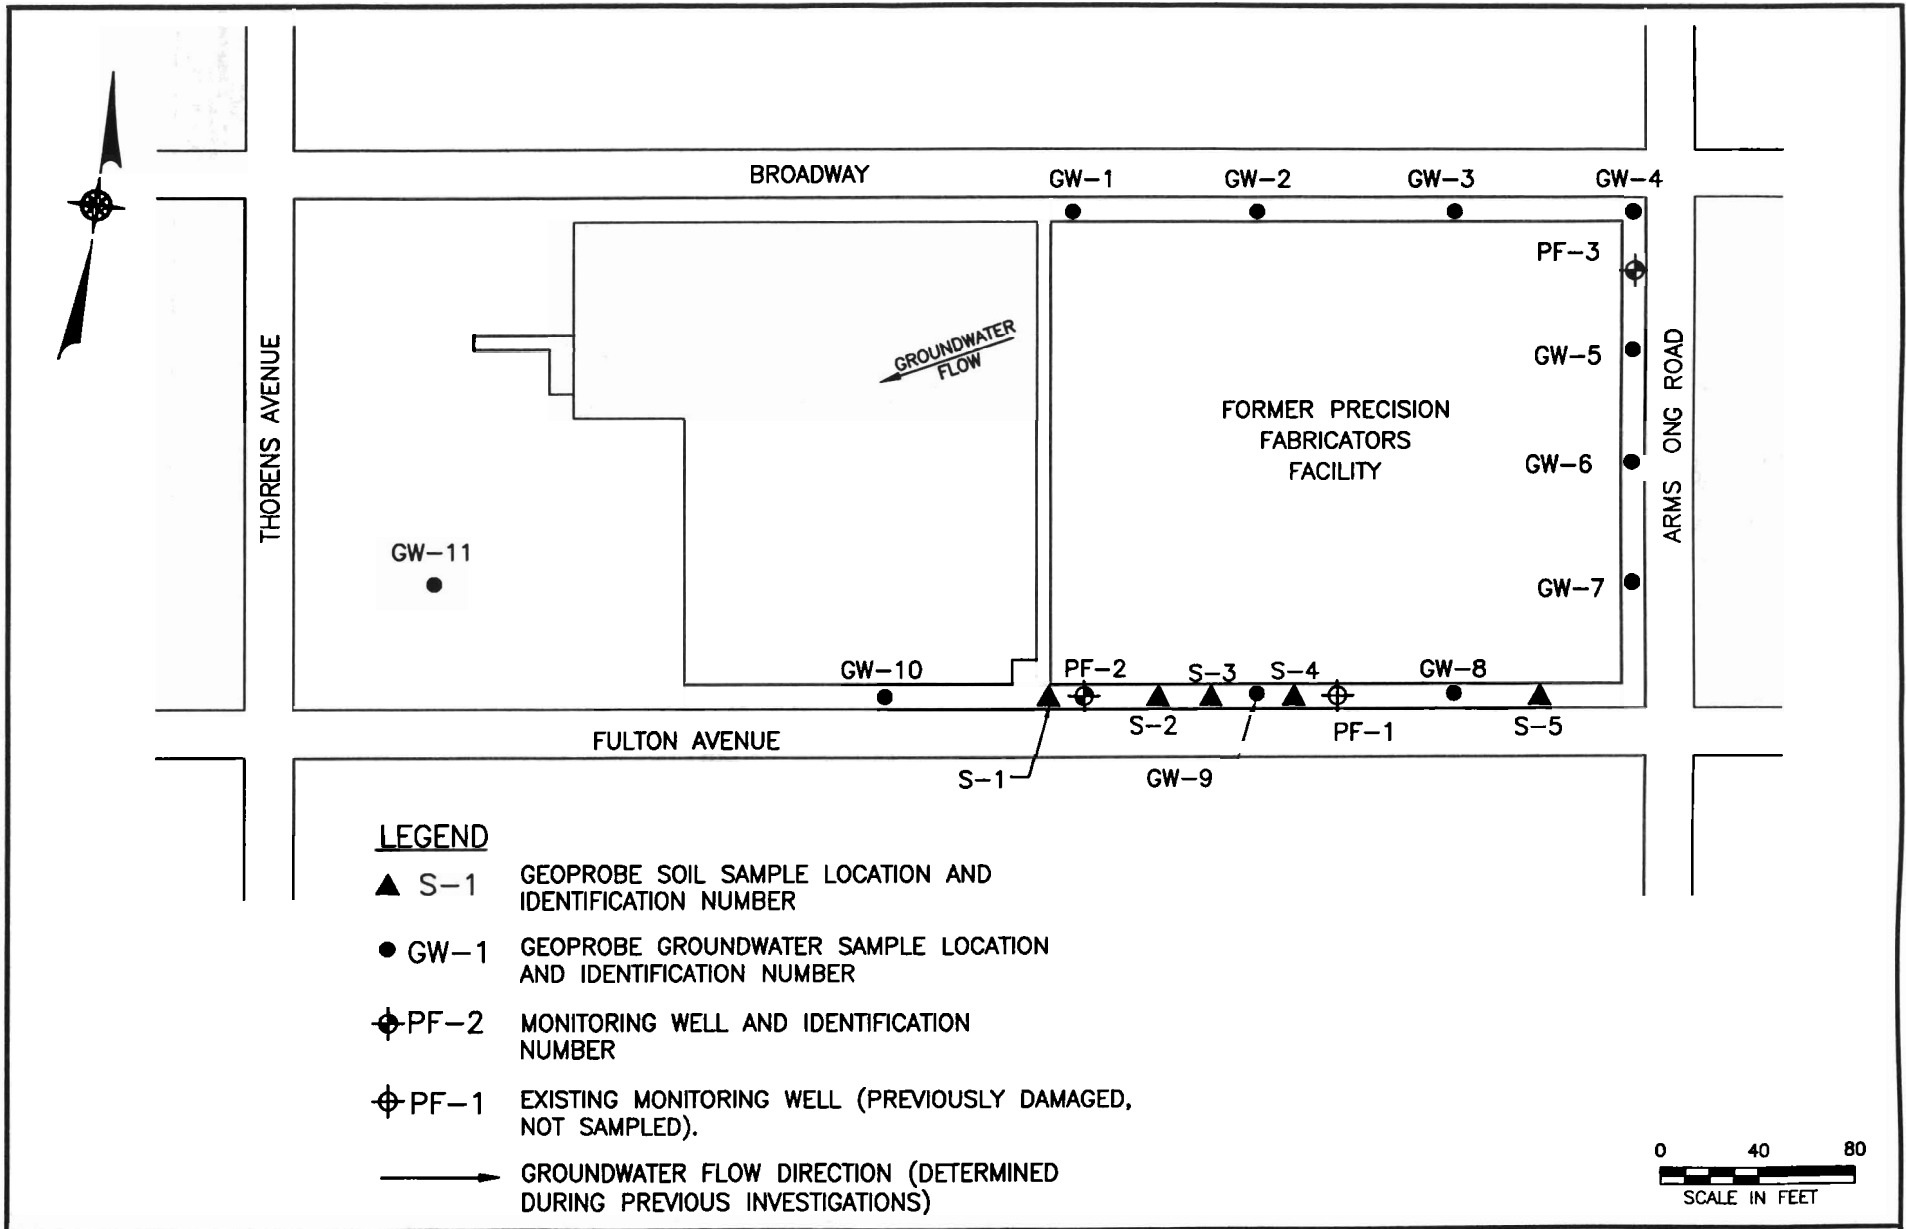 BROADWAY
GW-1
GW-2
GW-3
GW-4
PF-3
GROUNDWATER
FLOW
GW-5
THORENS AVENUE
ARMS ONG ROAD
FORMER PRECISION
FABRICATORS
FACILITY
GW-6
GW-11
GW-7
GW-10
PF-2
S-3
S-4
GW-8
S-2
PF-1
S-5
FULTON AVENUE
S-1
GW-9
LEGEND
S-1 GEOPROBE SOIL SAMPLE LOCATION AND
IDENTIFICATION NUMBER
GW-1 GEOPROBE GROUNDWATER SAMPLE LOCATION
AND IDENTIFICATION NUMBER
PF-2 MONITORING WELL AND IDENTIFICATION
NUMBER
PF-1 EXISTING MONITORING WELL (PREVIOUSLY DAMAGED,
NOT SAMPLED).
GROUNDWATER FLOW DIRECTION (DETERMINED
DURING PREVIOUS INVESTIGATIONS)
0 40 80
SCALE IN FEET